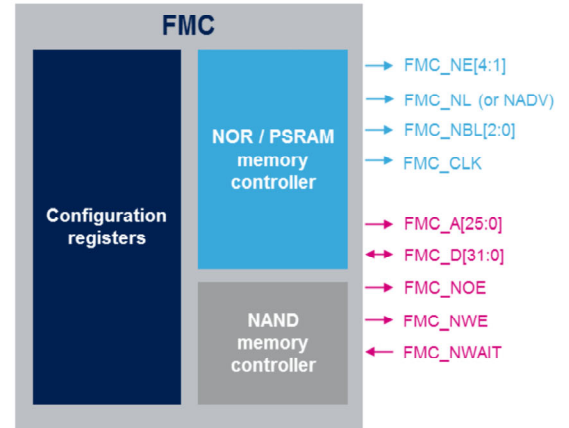 FMC
Configuration
registers
NOR / PSRAM
memory
controller
NAND
memory
controller
FMC_NE[4:1]
FMC_NL (or NADV)
FMC_NBL[2:0]
FMC_CLK
FMC_A[25:0]
FMC_D[31:0]
FMC_NOE
FMC_NWE
FMC_NWAIT